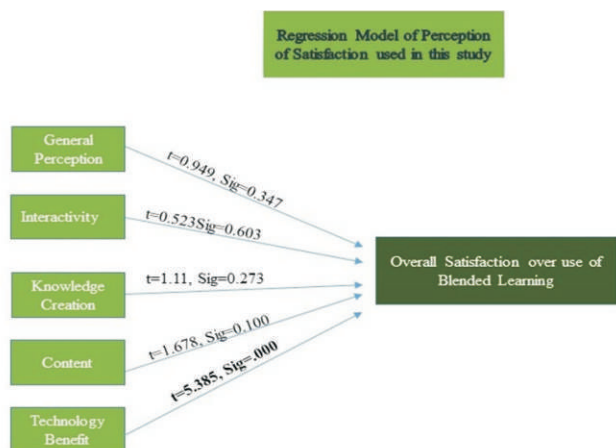 Regression Model of Perception
of Satisfaction used in this study
General
Perception
t=0.949, Sig=0.347
Interactivity
t=0.523Sig=0.603
Overall Satisfaction over use of
Blended Learning
Knowledge
Creation
t=1.11, Sig=0.273
Content
t=1.678, Sig=0.100
Technology
Benefit
t=5.385, Sig=.000